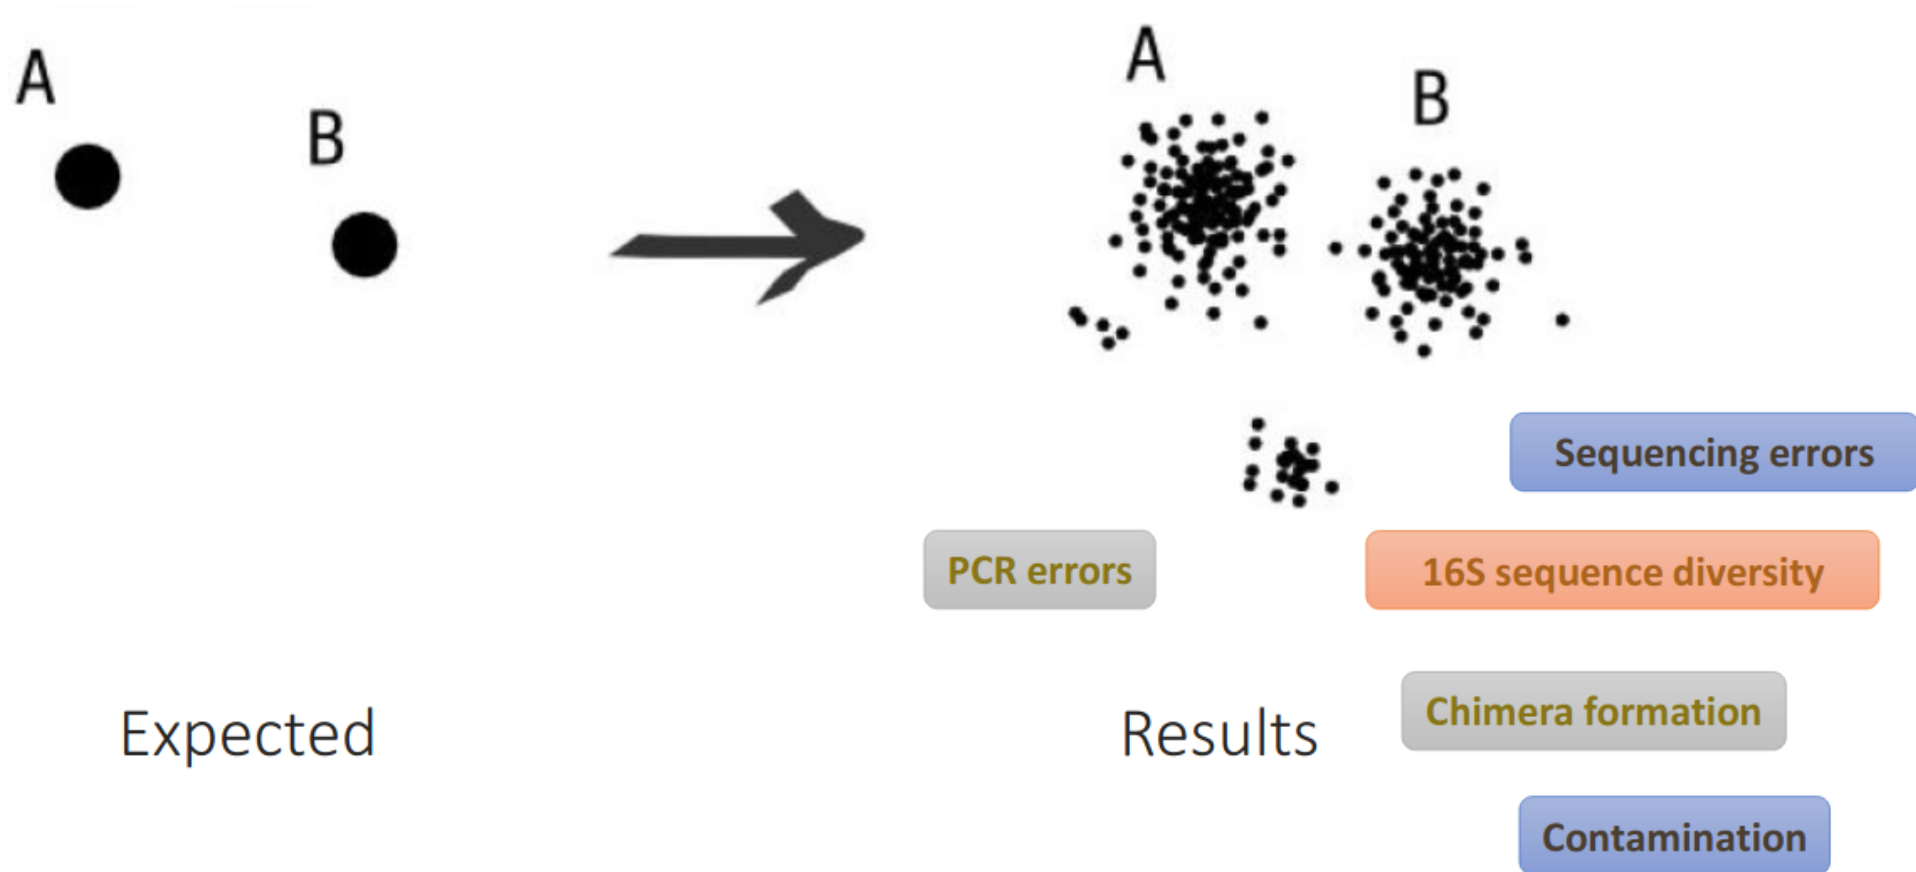 A
B
A
B
Sequencing errors
PCR errors
16S sequence diversity
Expected
Results
Chimera formation
Contamination